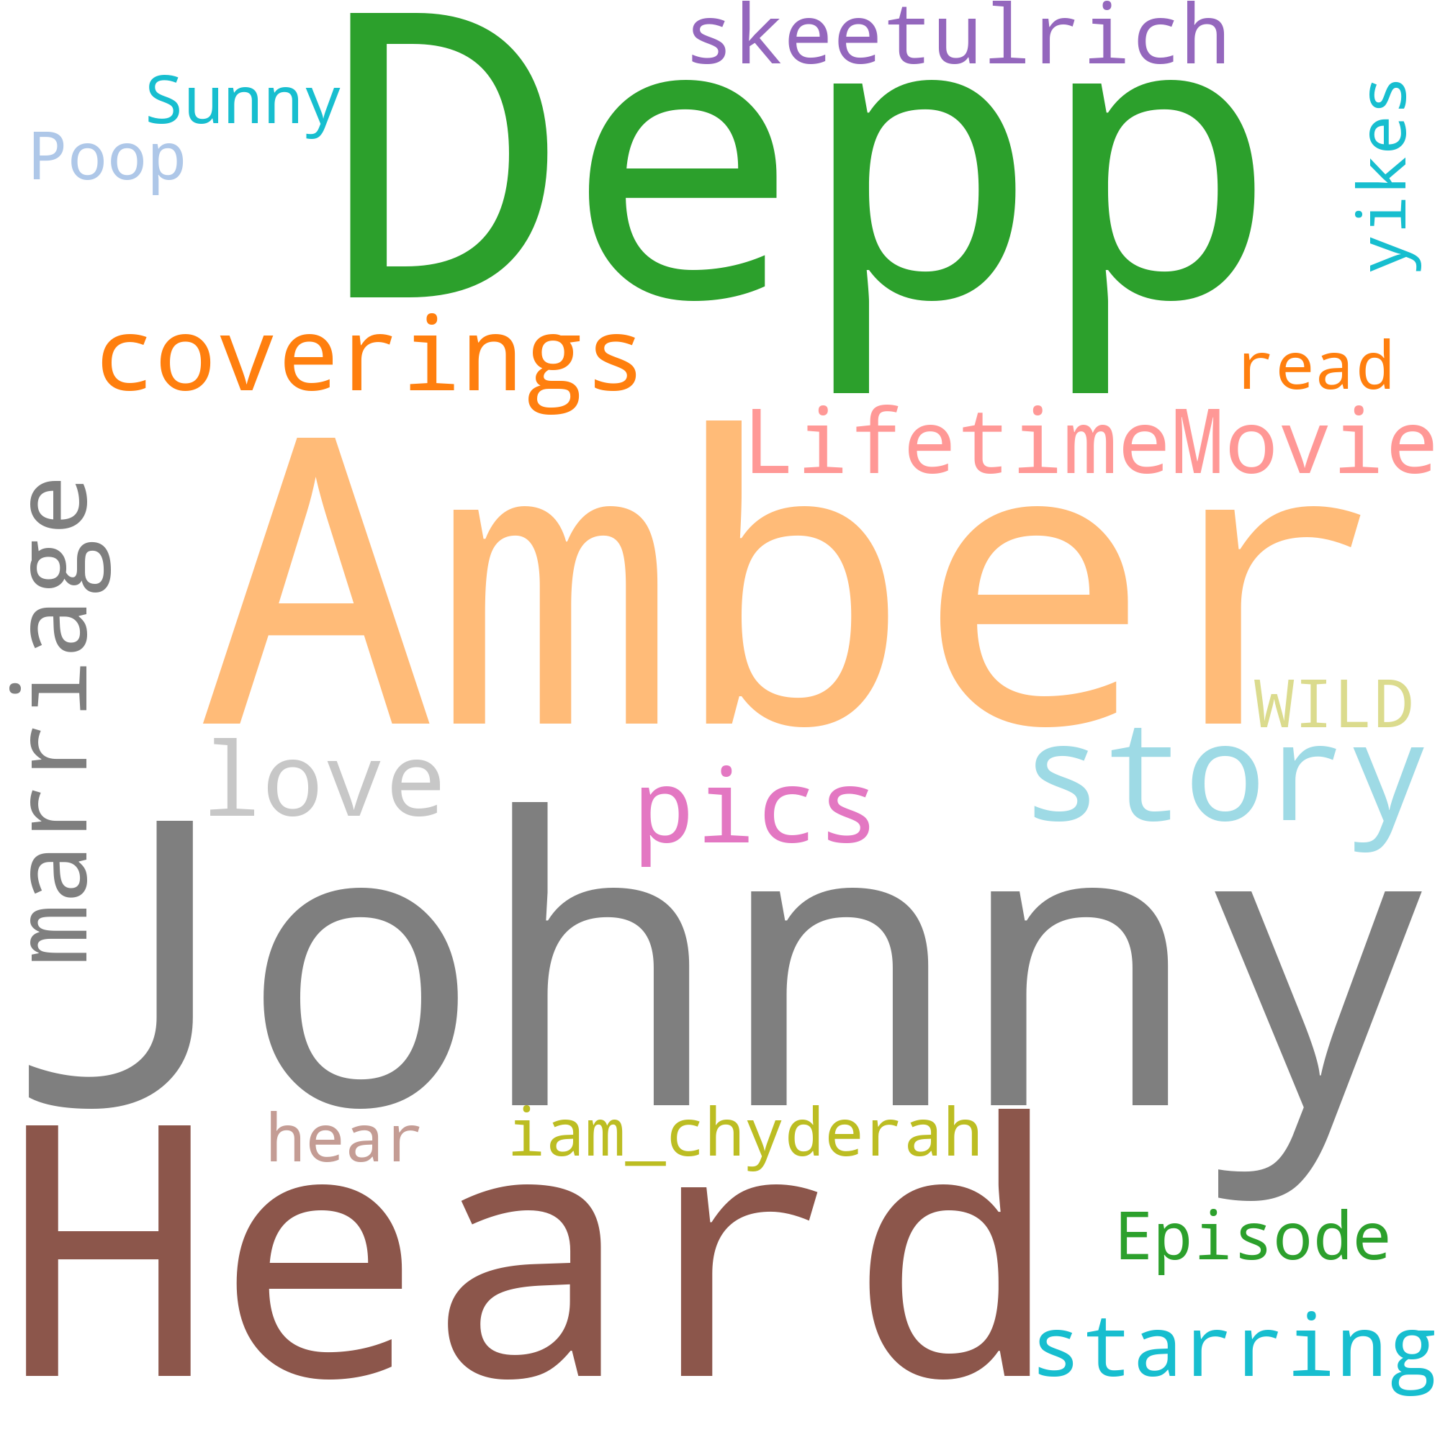 skeetulrich
Depp
Sunny
Poop
yikes
coverings
read
LifetimeMovie
Amber
marriage
WILD
love
story
pics
Johnny
hear
iam_chyderah
Heard
Episode
starring